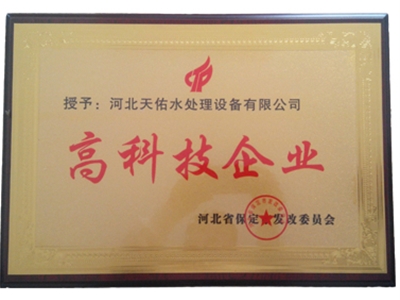 授予：河北天佑水处理设备有限公司
高科技企业
河北省保定 发改委员会